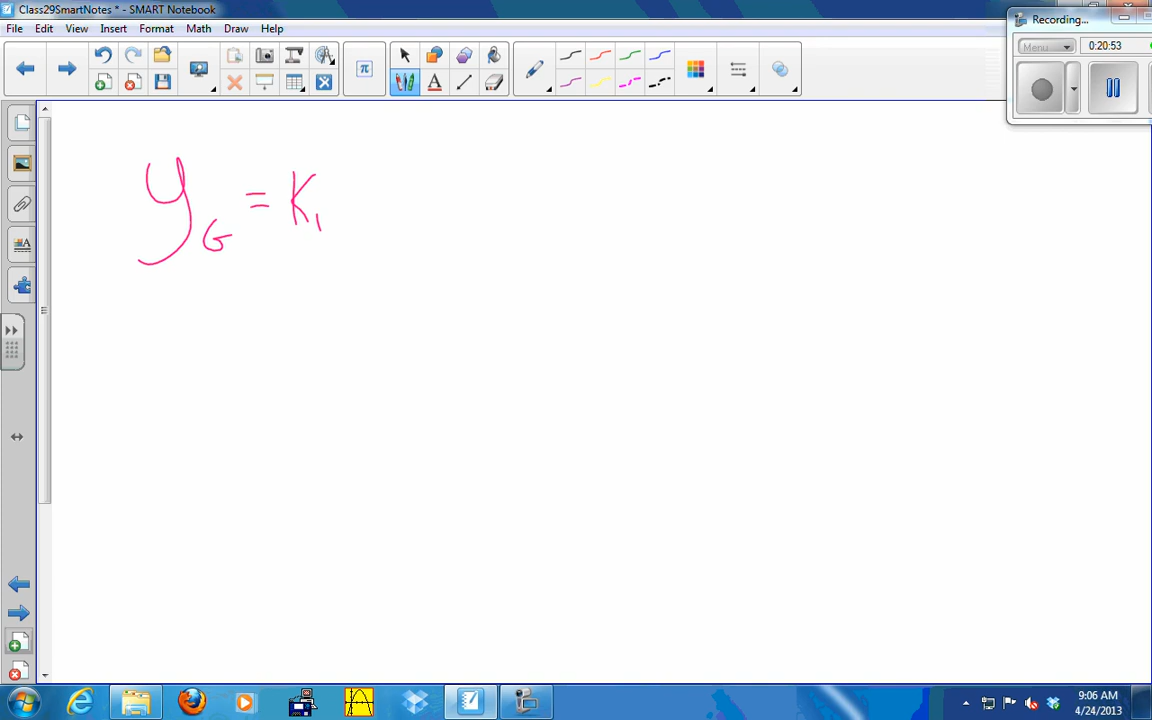 Class29SmartNotes * - SMART Notebook
Recording...
File Edit View Insert Format Math Draw Help
Menu 0:20:53
π
A
y_G = K_1
9:06 AM
4/24/2013